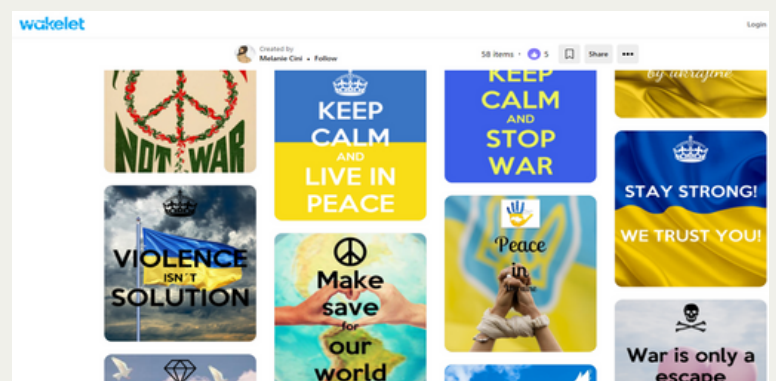 wakelet
Login
Created by
Melanie Cini • Follow
58 items •
5
Share
NOT WAR
KEEP
CALM
AND
LIVE IN
PEACE
KEEP
CALM
AND
STOP
WAR
by ukraine
VIOLENCE
ISN´T
SOLUTION
Make
save
for
our
world
Peace
in
STAY STRONG!
WE TRUST YOU!
War is only a
escape